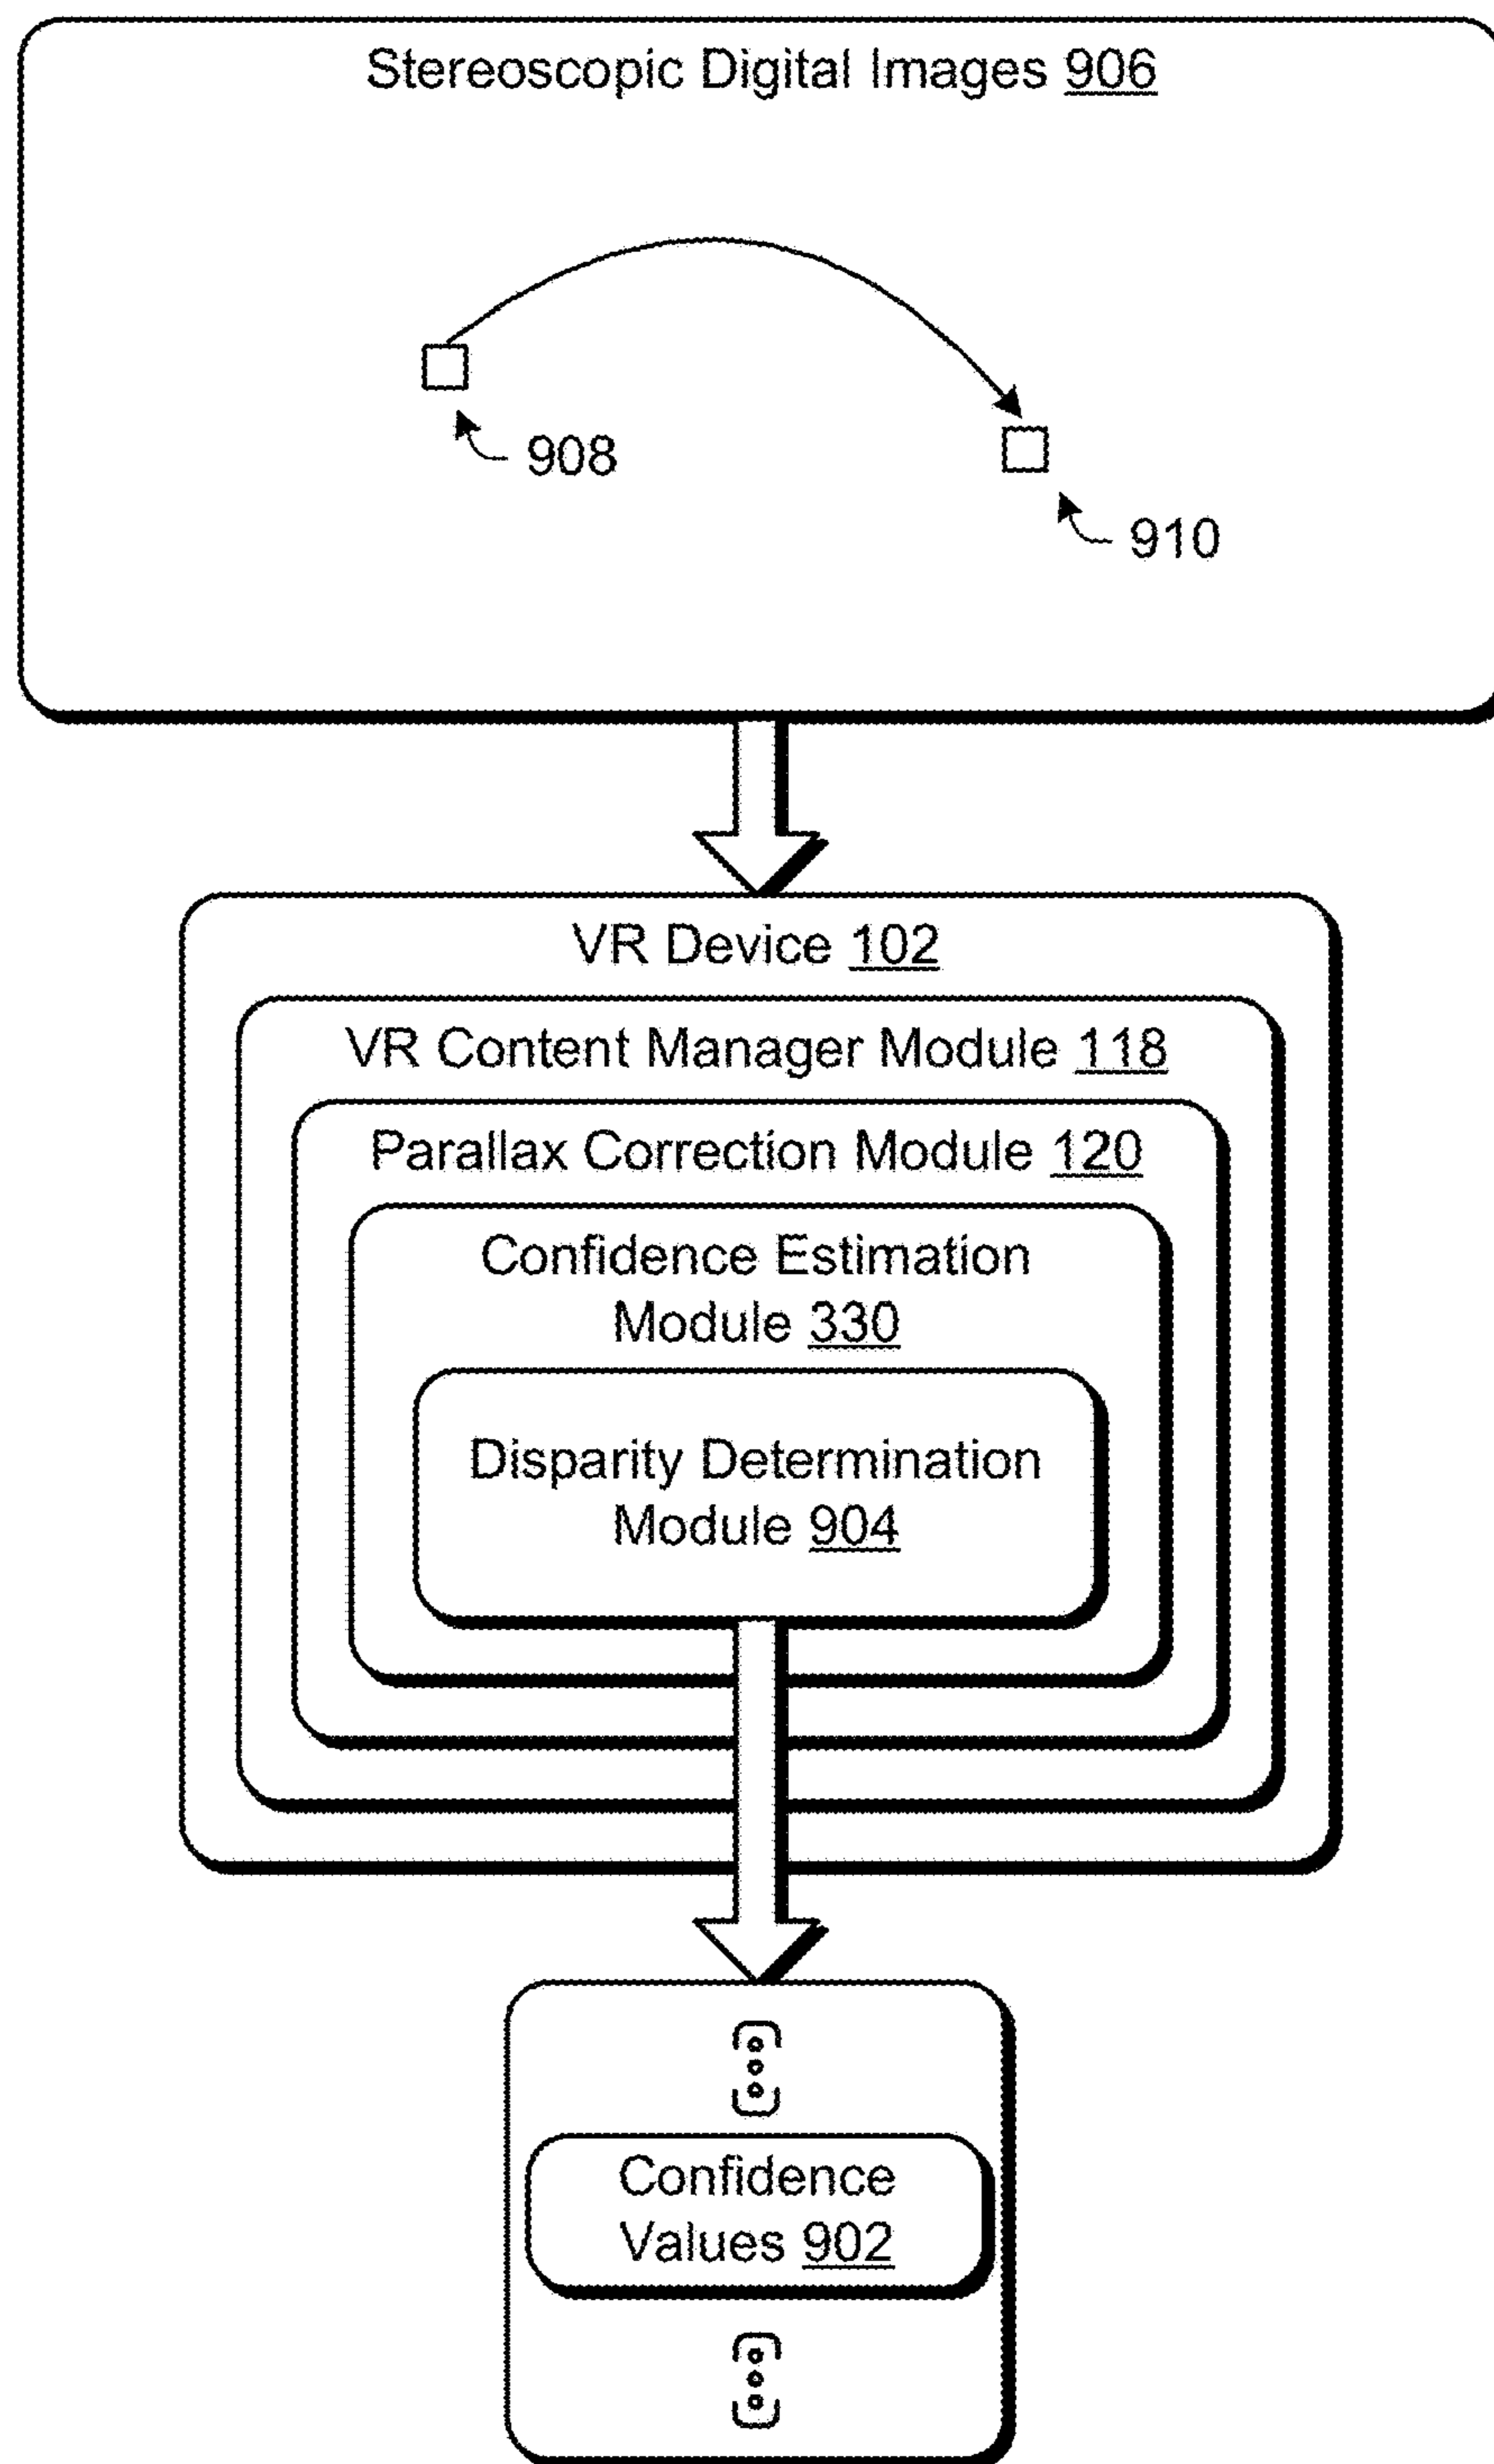 Stereoscopic Digital Images 906
908
910
VR Device 102
VR Content Manager Module 118
Parallax Correction Module 120
Confidence Estimation
Module 330
Disparity Determination
Module 904
Confidence
Values 902